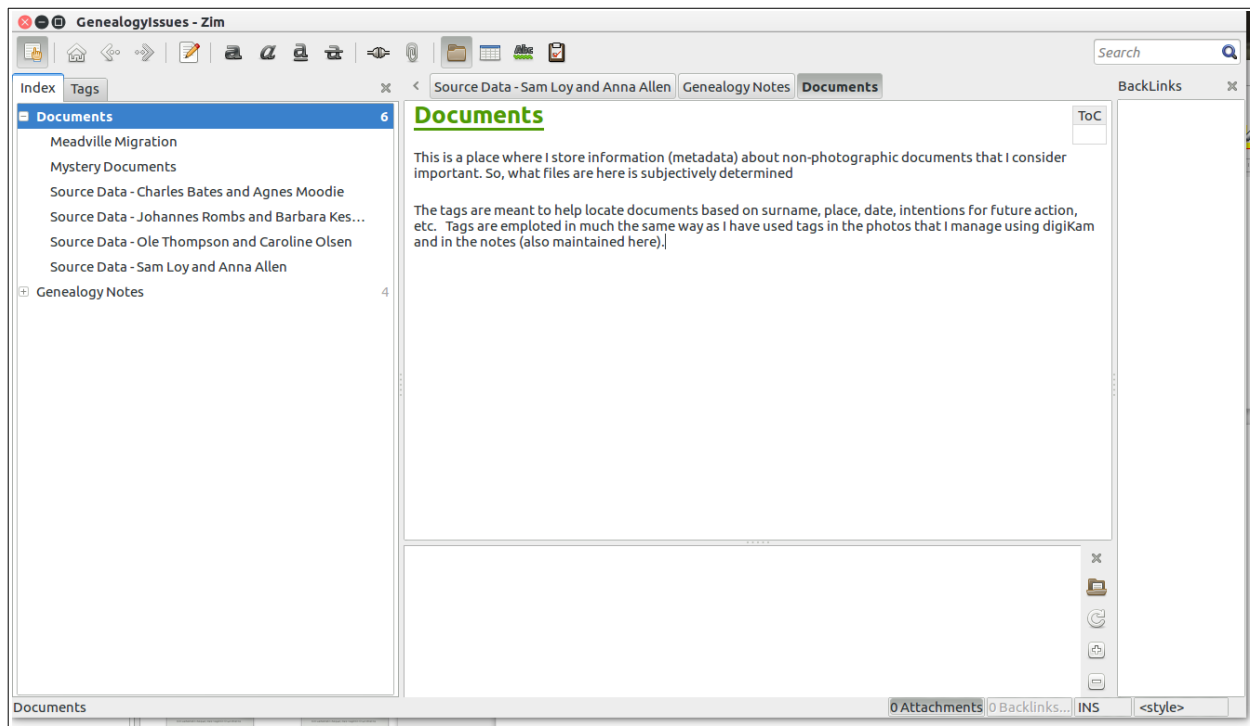 GenealogyIssues - Zim
a a a a
Search
Index Tags
Source Data - Sam Loy and Anna Allen Genealogy Notes Documents
BackLinks
Documents 6
Meadville Migration
Mystery Documents
Source Data - Charles Bates and Agnes Moodie
Source Data - Johannes Rombs and Barbara Kes...
Source Data - Ole Thompson and Caroline Olsen
Source Data - Sam Loy and Anna Allen
Genealogy Notes 4
Documents
ToC
This is a place where I store information (metadata) about non-photographic documents that I consider
important. So, what files are here is subjectively determined
The tags are meant to help locate documents based on surname, place, date, intentions for future action,
etc.  Tags are emploted in much the same way as I have used tags in the photos that I manage using digiKam
and in the notes (also maintained here).
Documents
0 Attachments 0 Backlinks... INS <style>